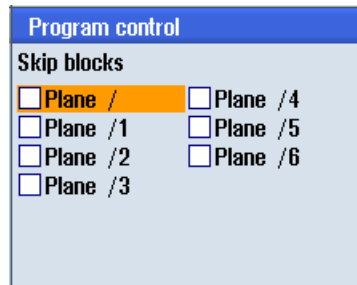 Program control
Skip blocks
Plane / Plane /4
Plane /1 Plane /5
Plane /2 Plane /6
Plane /3